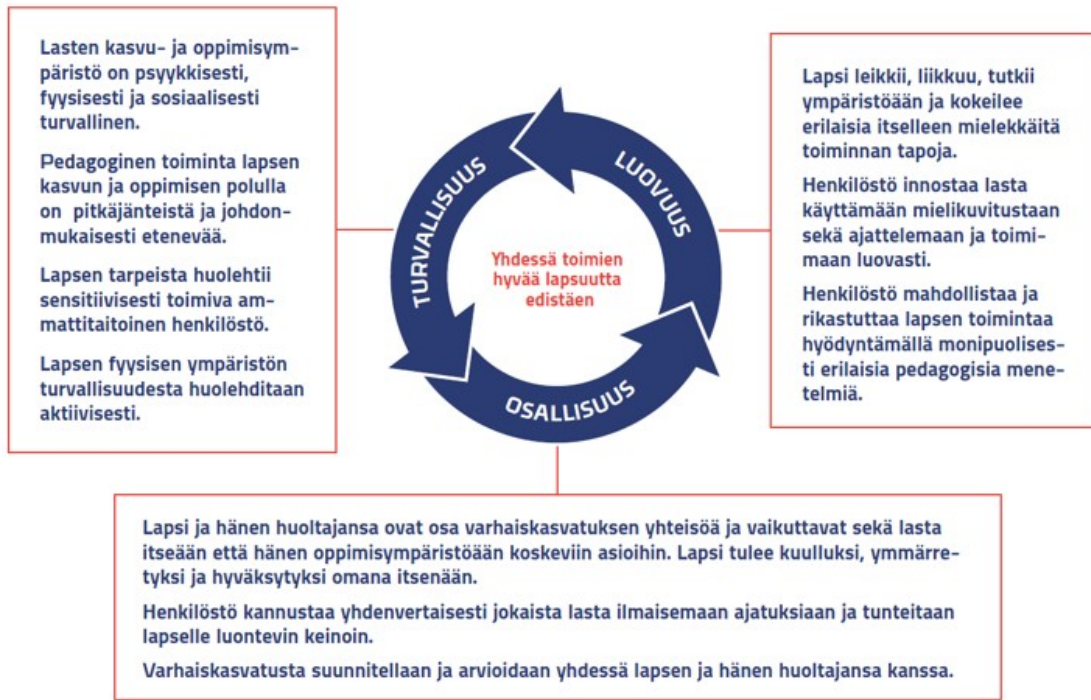 Lasten kasvu- ja oppimisym-
päristö on psyykkisesti,
fyysisesti ja sosiaalisesti
turvallinen.
Pedagoginen toiminta lapsen
kasvun ja oppimisen polulla
on pitkäjänteistä ja johdon-
mukaisesti etenevää.
Lapsen tarpeista huolehtii
sensitiivisesti toimiva am-
mattitaitoinen henkilöstö.
Lapsen fyysisen ympäristön
turvallisuudesta huolehditaan
aktiivisesti.
TURVALLISUUS
LUOVUUS
OSALLISUUS
Yhdessä toimien
hyvää lapsuutta
edistäen
Lapsi leikkii, liikkuu, tutkii
ympäristöään ja kokeilee
erilaisia itselleen mielekkäitä
toiminnan tapoja.
Henkilöstö innostaa lasta
käyttämään mielikuvitustaan
sekä ajattelemaan ja toimi-
maan luovasti.
Henkilöstö mahdollistaa ja
rikastuttaa lapsen toimintaa
hyödyntämällä monipuolises-
ti erilaisia pedagogisia mene-
telmiä.
Lapsi ja hänen huoltajansa ovat osa varhaiskasvatuksen yhteisöä ja vaikuttavat sekä lasta
itseään että hänen oppimisympäristöään koskeviin asioihin. Lapsi tulee kuulluksi, ymmärre-
tyksi ja hyväksytyksi omana itsenään.
Henkilöstö kannustaa yhdenvertaisesti jokaista lasta ilmaisemaan ajatuksiaan ja tunteitaan
lapselle luontevin keinoin.
Varhaiskasvatusta suunnitellaan ja arvioidaan yhdessä lapsen ja hänen huoltajansa kanssa.